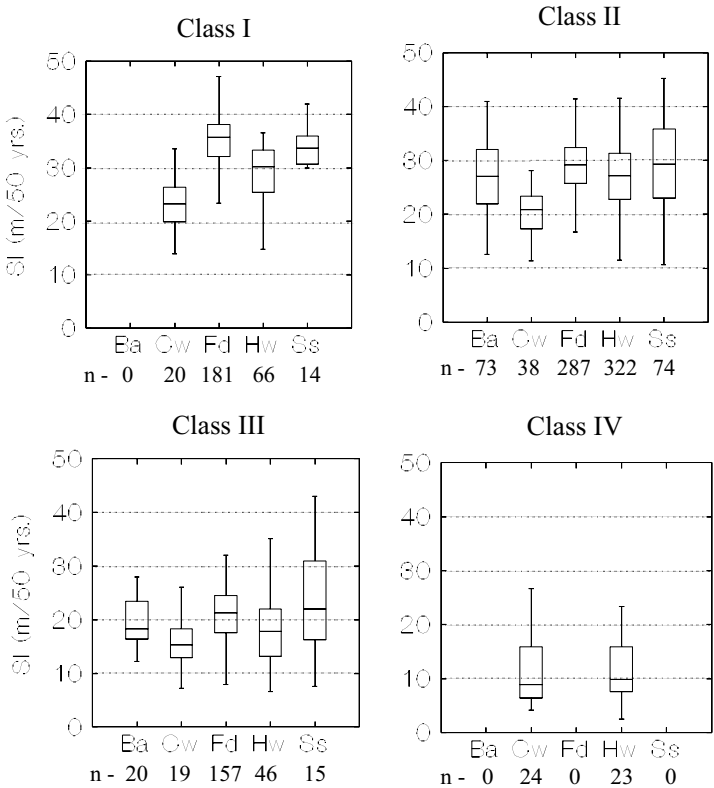 Class I
SI (m/50 yrs.)
50
40
30
20
10
0
Ba Cw Fd Hw Ss
n - 0 20 181 66 14
Class II
50
40
30
20
10
0
Ba Cw Fd Hw Ss
n - 73 38 287 322 74
Class III
SI (m/50 yrs.)
50
40
30
20
10
0
Ba Cw Fd Hw Ss
n - 20 19 157 46 15
Class IV
50
40
30
20
10
0
Ba Cw Fd Hw Ss
n - 0 24 0 23 0